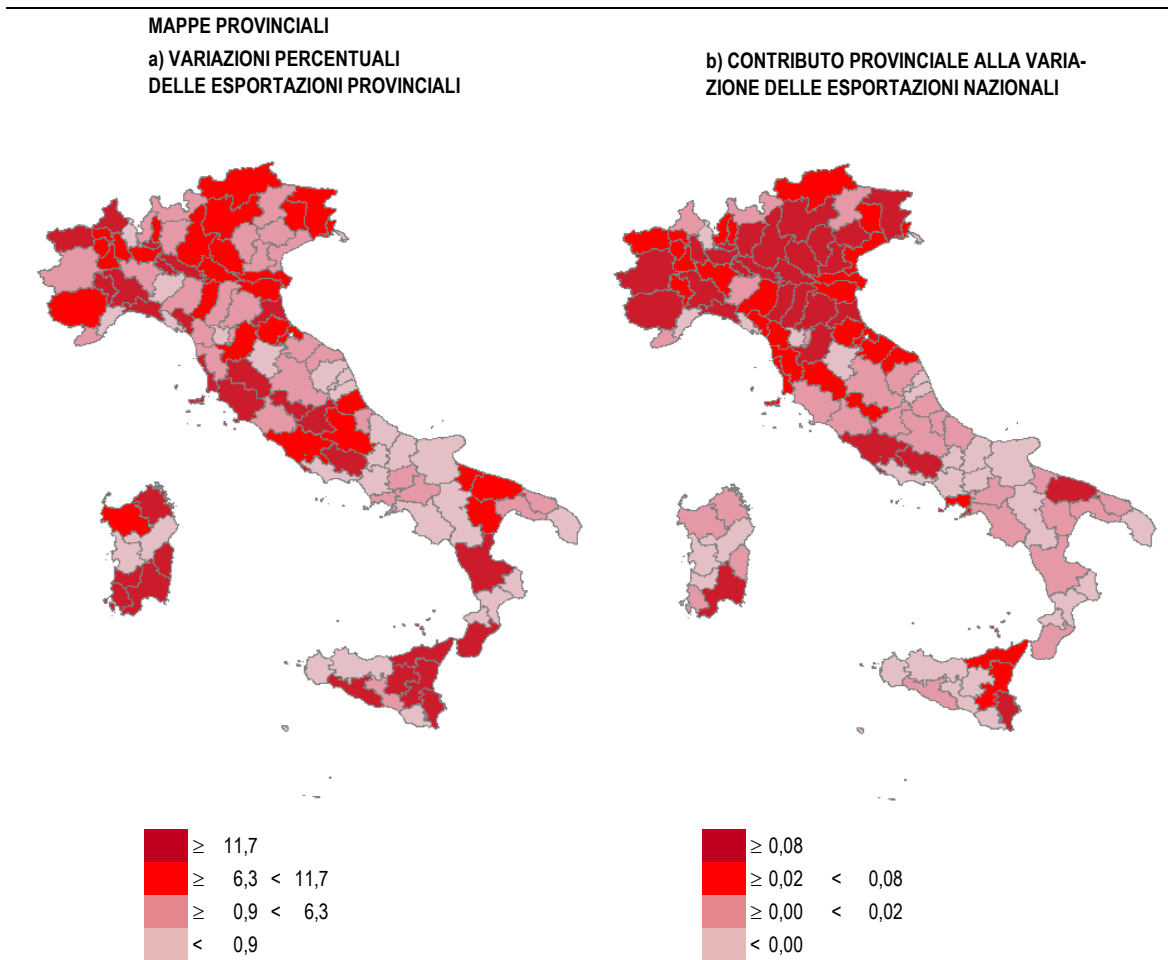 MAPPE PROVINCIALI
a) VARIAZIONI PERCENTUALI
DELLE ESPORTAZIONI PROVINCIALI
b) CONTRIBUTO PROVINCIALE ALLA VARIA-
ZIONE DELLE ESPORTAZIONI NAZIONALI
≥ 11,7
≥ 6,3 < 11,7
≥ 0,9 < 6,3
< 0,9
≥ 0,08
≥ 0,02 < 0,08
≥ 0,00 < 0,02
< 0,00